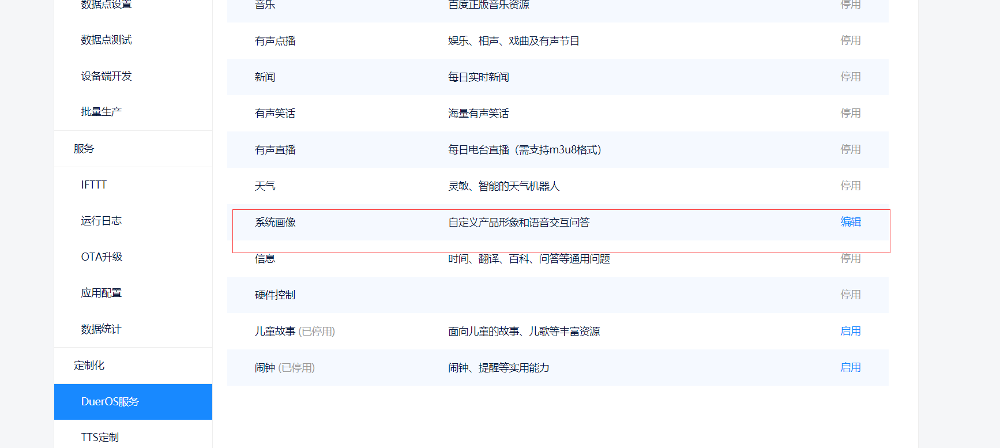 数据点设置
数据点测试
设备端开发
批量生产
服务
IFTTT
运行日志
OTA升级
应用配置
数据统计
定制化
DuerOS服务
TTS定制
音乐 百度正版音乐资源 停用
有声点播 娱乐、相声、戏曲及有声节目 停用
新闻 每日实时新闻 停用
有声笑话 海量有声笑话 停用
有声直播 每日电台直播（需支持m3u8格式） 停用
天气 灵敏、智能的天气机器人 停用
系统画像 自定义产品形象和语音交互问答 编辑
信息 时间、翻译、百科、问答等通用问题 停用
硬件控制 停用
儿童故事 (已停用) 面向儿童的故事、儿歌等丰富资源 启用
闹钟 (已停用) 闹钟、提醒等实用能力 启用